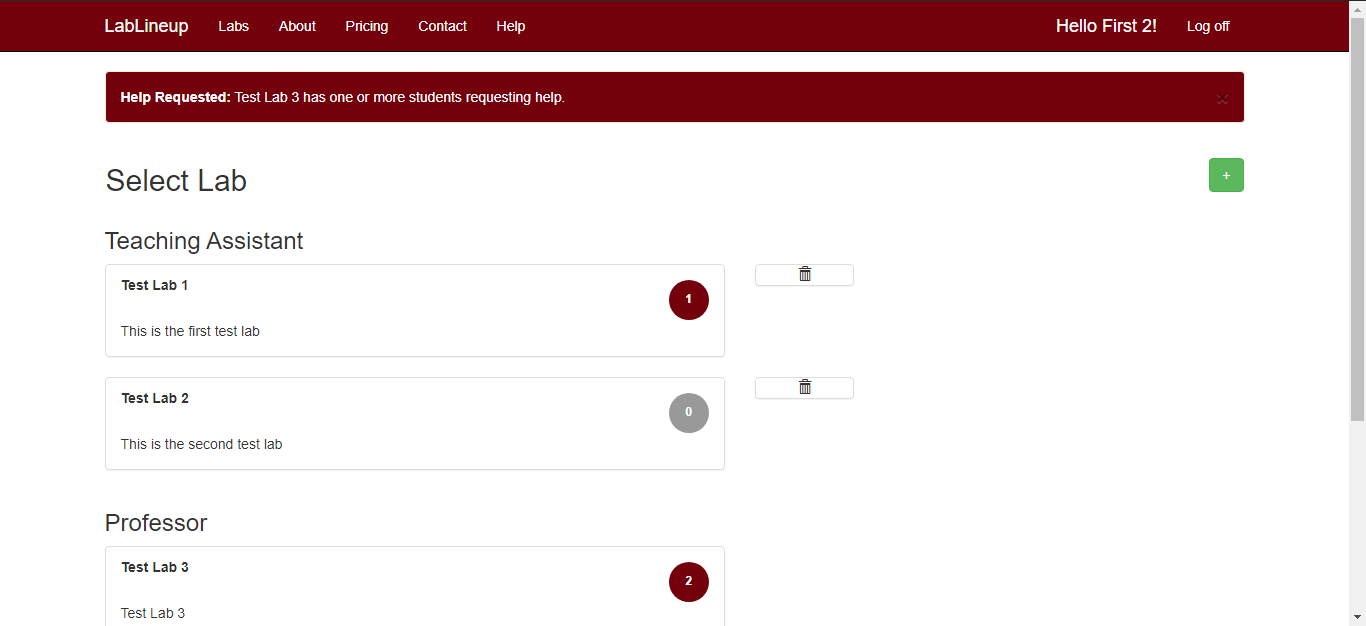 LabLineup Labs About Pricing Contact Help Hello First 2! Log off
Help Requested: Test Lab 3 has one or more students requesting help. ×
Select Lab +
Teaching Assistant
Test Lab 1 1
This is the first test lab
Test Lab 2 0
This is the second test lab
Professor
Test Lab 3 2
Test Lab 3